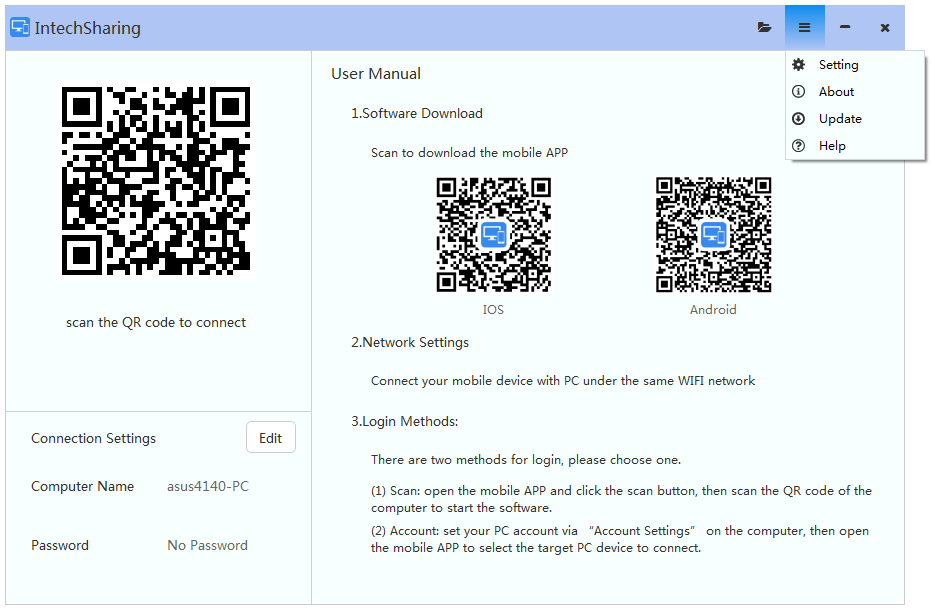 IntechSharing
Setting
About
Update
Help
scan the QR code to connect
Connection Settings
Edit
Computer Name
asus4140-PC
Password
No Password
User Manual
1.Software Download
Scan to download the mobile APP
IOS
Android
2.Network Settings
Connect your mobile device with PC under the same WIFI network
3.Login Methods:
There are two methods for login, please choose one.
(1) Scan: open the mobile APP and click the scan button, then scan the QR code of the
computer to start the software.
(2) Account: set your PC account via “Account Settings” on the computer, then open
the mobile APP to select the target PC device to connect.